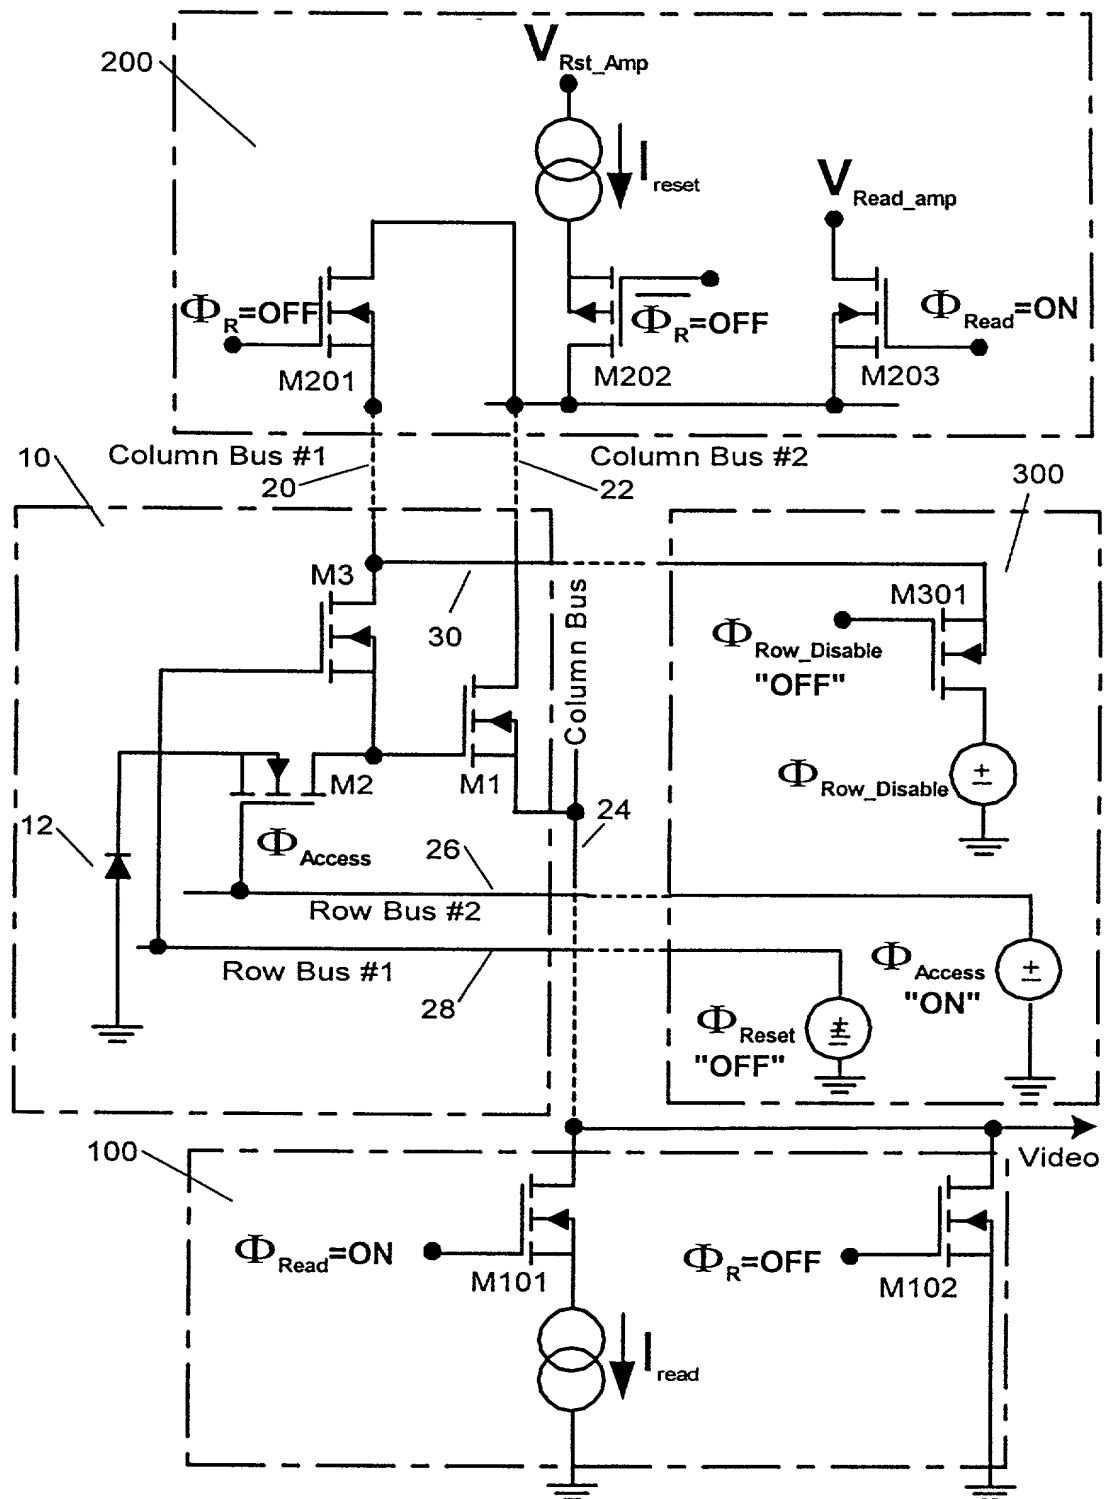 200
V Rst_Amp
I reset
V Read_amp
Φ R=OFF
Φ R=OFF
Φ Read=ON
M201
M202
M203
Column Bus #1
Column Bus #2
10
20
22
300
M3
30
Column Bus
M301
Φ Row_Disable
"OFF"
M2
M1
Φ Row_Disable
12
Φ Access
26
24
Row Bus #2
Row Bus #1
28
Φ Access
"ON"
Φ Reset
"OFF"
100
Video
Φ Read=ON
M101
Φ R=OFF
M102
I read